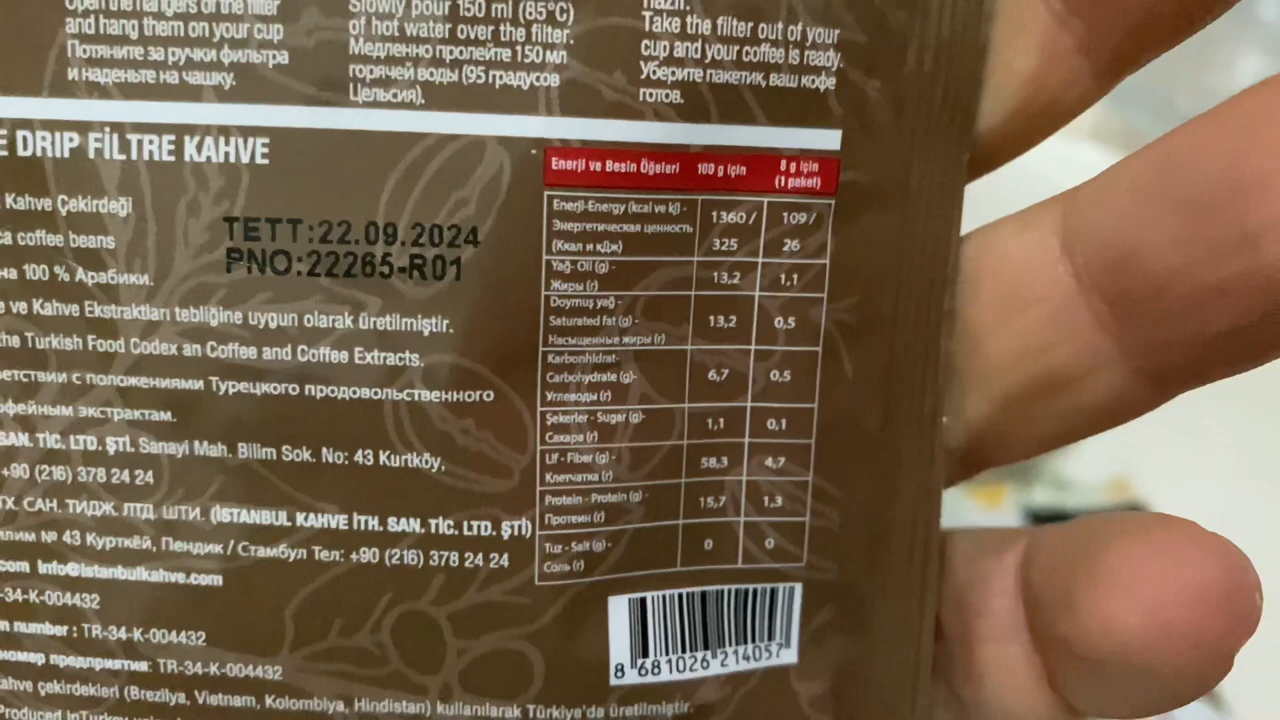 Open the hangers of the filter
and hang them on your cup
Потяните за ручки фильтра
и наденьте на чашку.
Slowly pour 150 ml (85°C)
of hot water over the filter.
Медленно пролейте 150 мл
горячей воды (95 градусов
Цельсия).
hazır.
Take the filter out of your
cup and your coffee is ready.
Уберите пакетик, ваш кофе
готов.
E DRIP FİLTRE KAHVE
Kahve Çekirdeği
ca coffee beans
на 100 % Арабики.
TETT:22.09.2024
PNO:22265-R01
e ve Kahve Ekstraktları tebliğine uygun olarak üretilmiştir.
the Turkish Food Codex an Coffee and Coffee Extracts.
етствии с положениями Турецкого продовольственного
офейным экстрактам.
SAN. TİC. LTD. ŞTİ. Sanayi Mah. Bilim Sok. No: 43 Kurtköy,
+90 (216) 378 24 24
ТХ. САН. ТИДЖ. ЛТД. ШТИ. (İSTANBUL KAHVE İTH. SAN. TİC. LTD. ŞTİ)
лим № 43 Курткёй, Пендик / Стамбул Тел: +90 (216) 378 24 24
com Info@istanbulkahve.com
-34-K-004432
n number : TR-34-K-004432
номер предприятия: TR-34-K-004432
ahve çekirdekleri (Brezilya, Vietnam, Kolombiya, Hindistan) kullanılarak Türkiye'de üretilmiştir.
Produced InTurkey
Enerji ve Besin Öğeleri 100 g İçin 8 g İçin
(1 paket)
Enerji-Energy (kcal ve kj) - 1360 / 109 /
Энергетическая ценность
(Ккал и кДж) 325 26
Yağ- Oil (g) - 13,2 1,1
Жиры (г)
Doymuş yağ -
Saturated fat (g) - 13,2 0,5
Насыщенные жиры (г)
Karbonhidrat-
Carbohydrate (g)- 6,7 0,5
Углеводы (г)
Şekerler - Sugar (g)- 1,1 0,1
Сахара (г)
Lif - Fiber (g) - 58,3 4,7
Клетчатка (г)
Protein - Protein (g) - 15,7 1,3
Протеин (г)
Tuz - Salt (g) - 0 0
Соль (г)
8 681026 214057